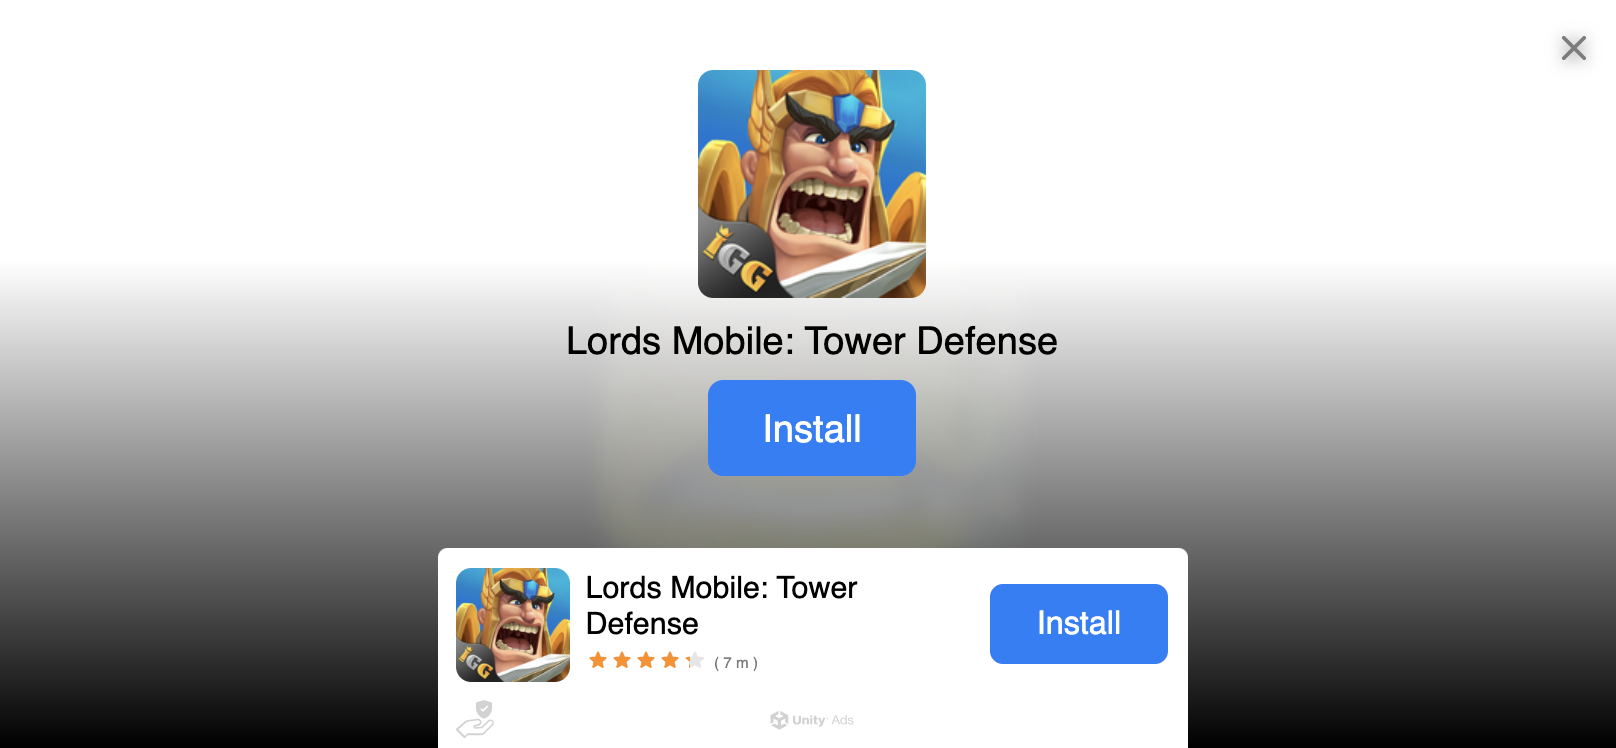 IGG
Lords Mobile: Tower Defense
Install
IGG
Lords Mobile: Tower
Defense
( 7 m )
Install
Unity Ads